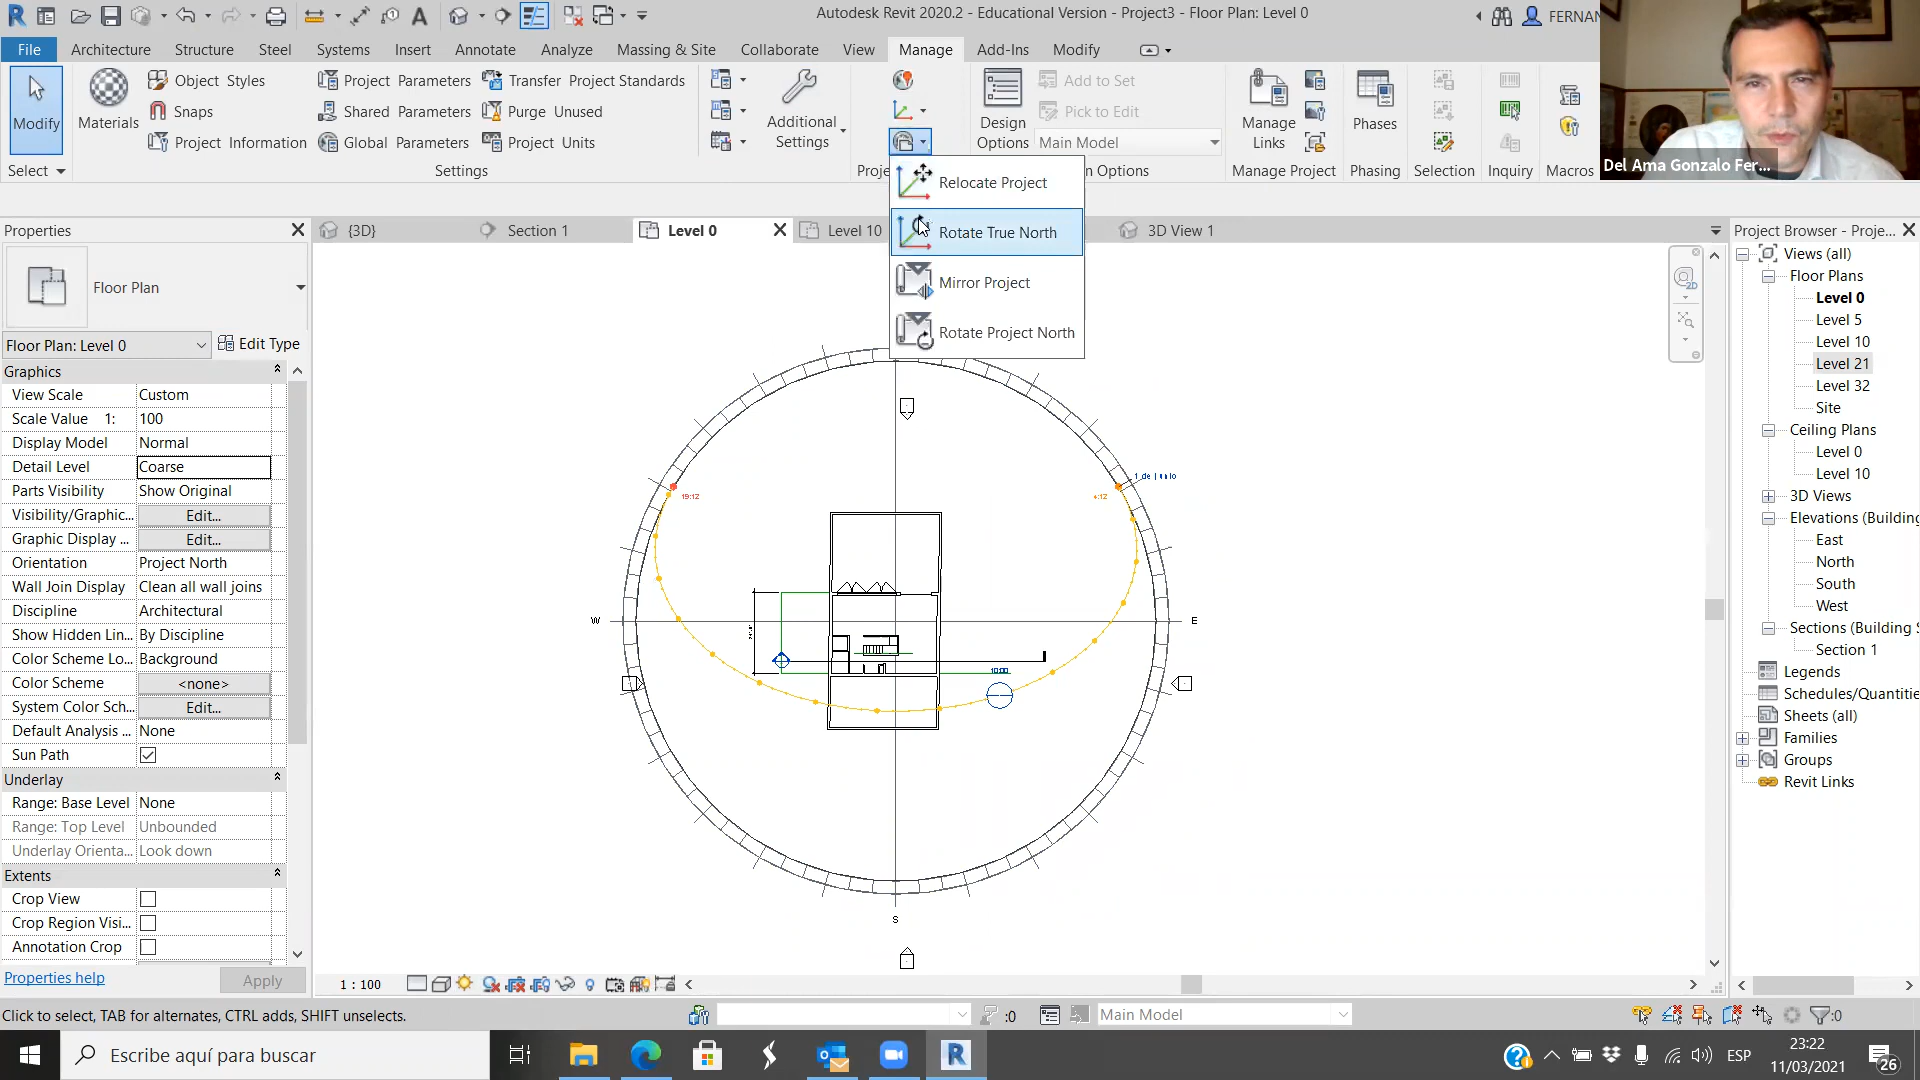 Autodesk Revit 2020.2 - Educational Version - Project3 - Floor Plan: Level 0
FERNAN
File Architecture Structure Steel Systems Insert Annotate Analyze Massing & Site Collaborate View Manage Add-Ins Modify
Modify
Materials
Object Styles
Snaps
Project Information
Project Parameters
Shared Parameters
Global Parameters
Transfer Project Standards
Purge Unused
Project Units
Additional Settings
Design Options
Add to Set
Pick to Edit
Main Model
Manage Links
Phases
Select
Settings
Proje
n Options
Manage Project
Phasing
Selection
Inquiry
Macros
Del Ama Gonzalo Fer...
Relocate Project
Rotate True North
Mirror Project
Rotate Project North
Properties
{3D}
Section 1
Level 0
Level 10
3D View 1
Floor Plan
Floor Plan: Level 0
Edit Type
Graphics
View Scale Custom
Scale Value 1: 100
Display Model Normal
Detail Level Coarse
Parts Visibility Show Original
Visibility/Graphic... Edit...
Graphic Display ... Edit...
Orientation Project North
Wall Join Display Clean all wall joins
Discipline Architectural
Show Hidden Lin... By Discipline
Color Scheme Lo... Background
Color Scheme <none>
System Color Sch... Edit...
Default Analysis ... None
Sun Path
Underlay
Range: Base Level None
Range: Top Level Unbounded
Underlay Orienta... Look down
Extents
Crop View
Crop Region Visi...
Annotation Crop
Properties help
Apply
19:12
4:12
W
E
S
10:00
2D
Project Browser - Proje...
Views (all)
Floor Plans
Level 0
Level 5
Level 10
Level 21
Level 32
Site
Ceiling Plans
Level 0
Level 10
3D Views
Elevations (Building
East
North
South
West
Sections (Building S
Section 1
Legends
Schedules/Quantitie
Sheets (all)
Families
Groups
Revit Links
1 : 100
Click to select, TAB for alternates, CTRL adds, SHIFT unselects.
:0
Main Model
:0
Escribe aquí para buscar
ESP
23:22
11/03/2021
26